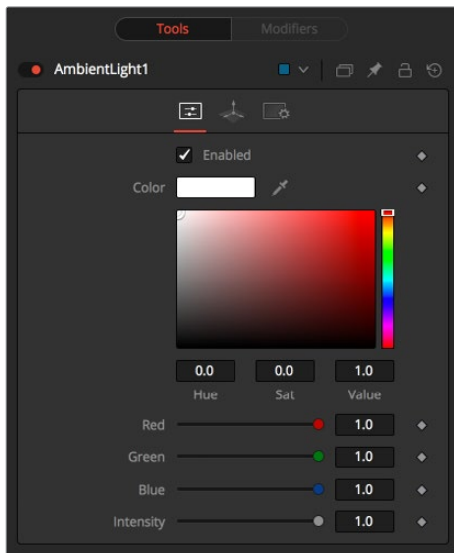 Tools Modifiers
AmbientLight1
Enabled
Color
0.0 0.0 1.0
Hue Sat Value
Red 1.0
Green 1.0
Blue 1.0
Intensity 1.0